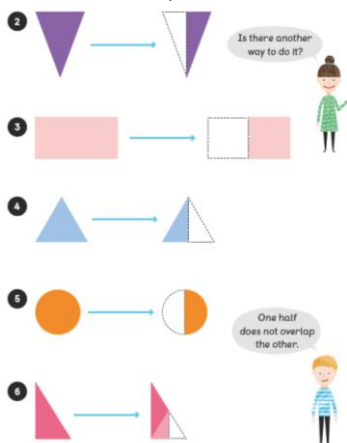 2
Is there another
way to do it?
3
4
5
One half
does not overlap
the other.
6